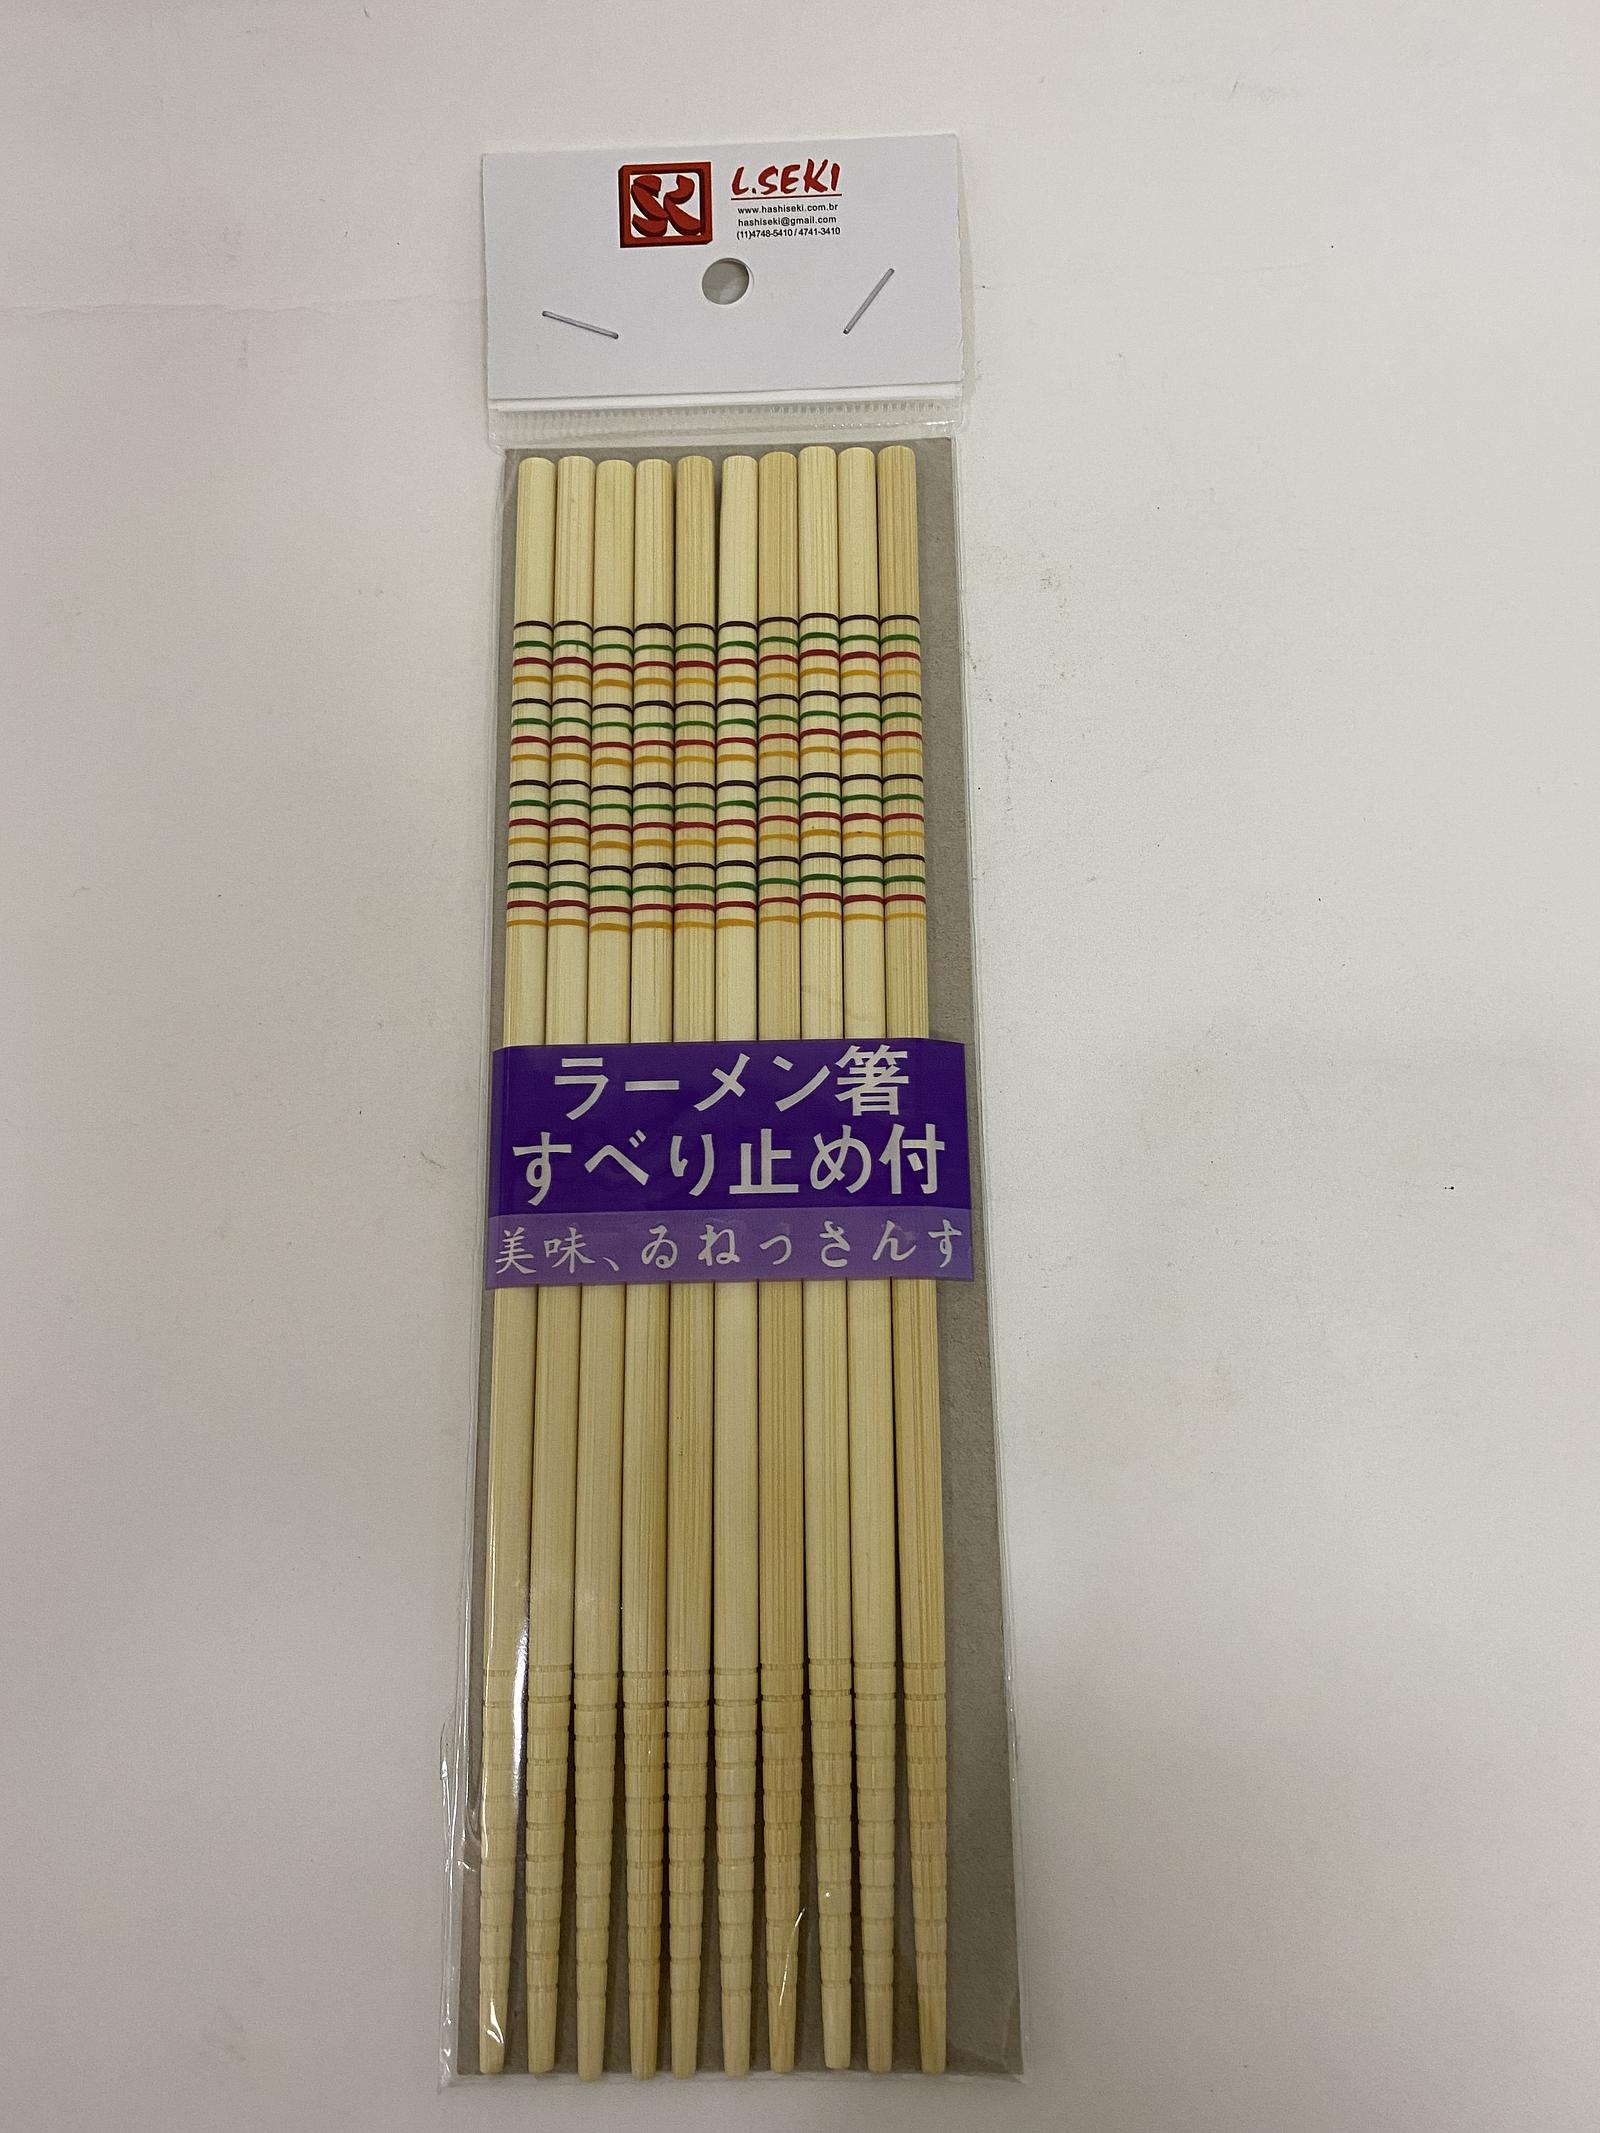 L.SEKI
www.hashiseki.com.br
hashiseki@gmail.com
(11)4748-5410 / 4741-3410
ラーメン箸
すべり止め付
美味、ゐねっさんす